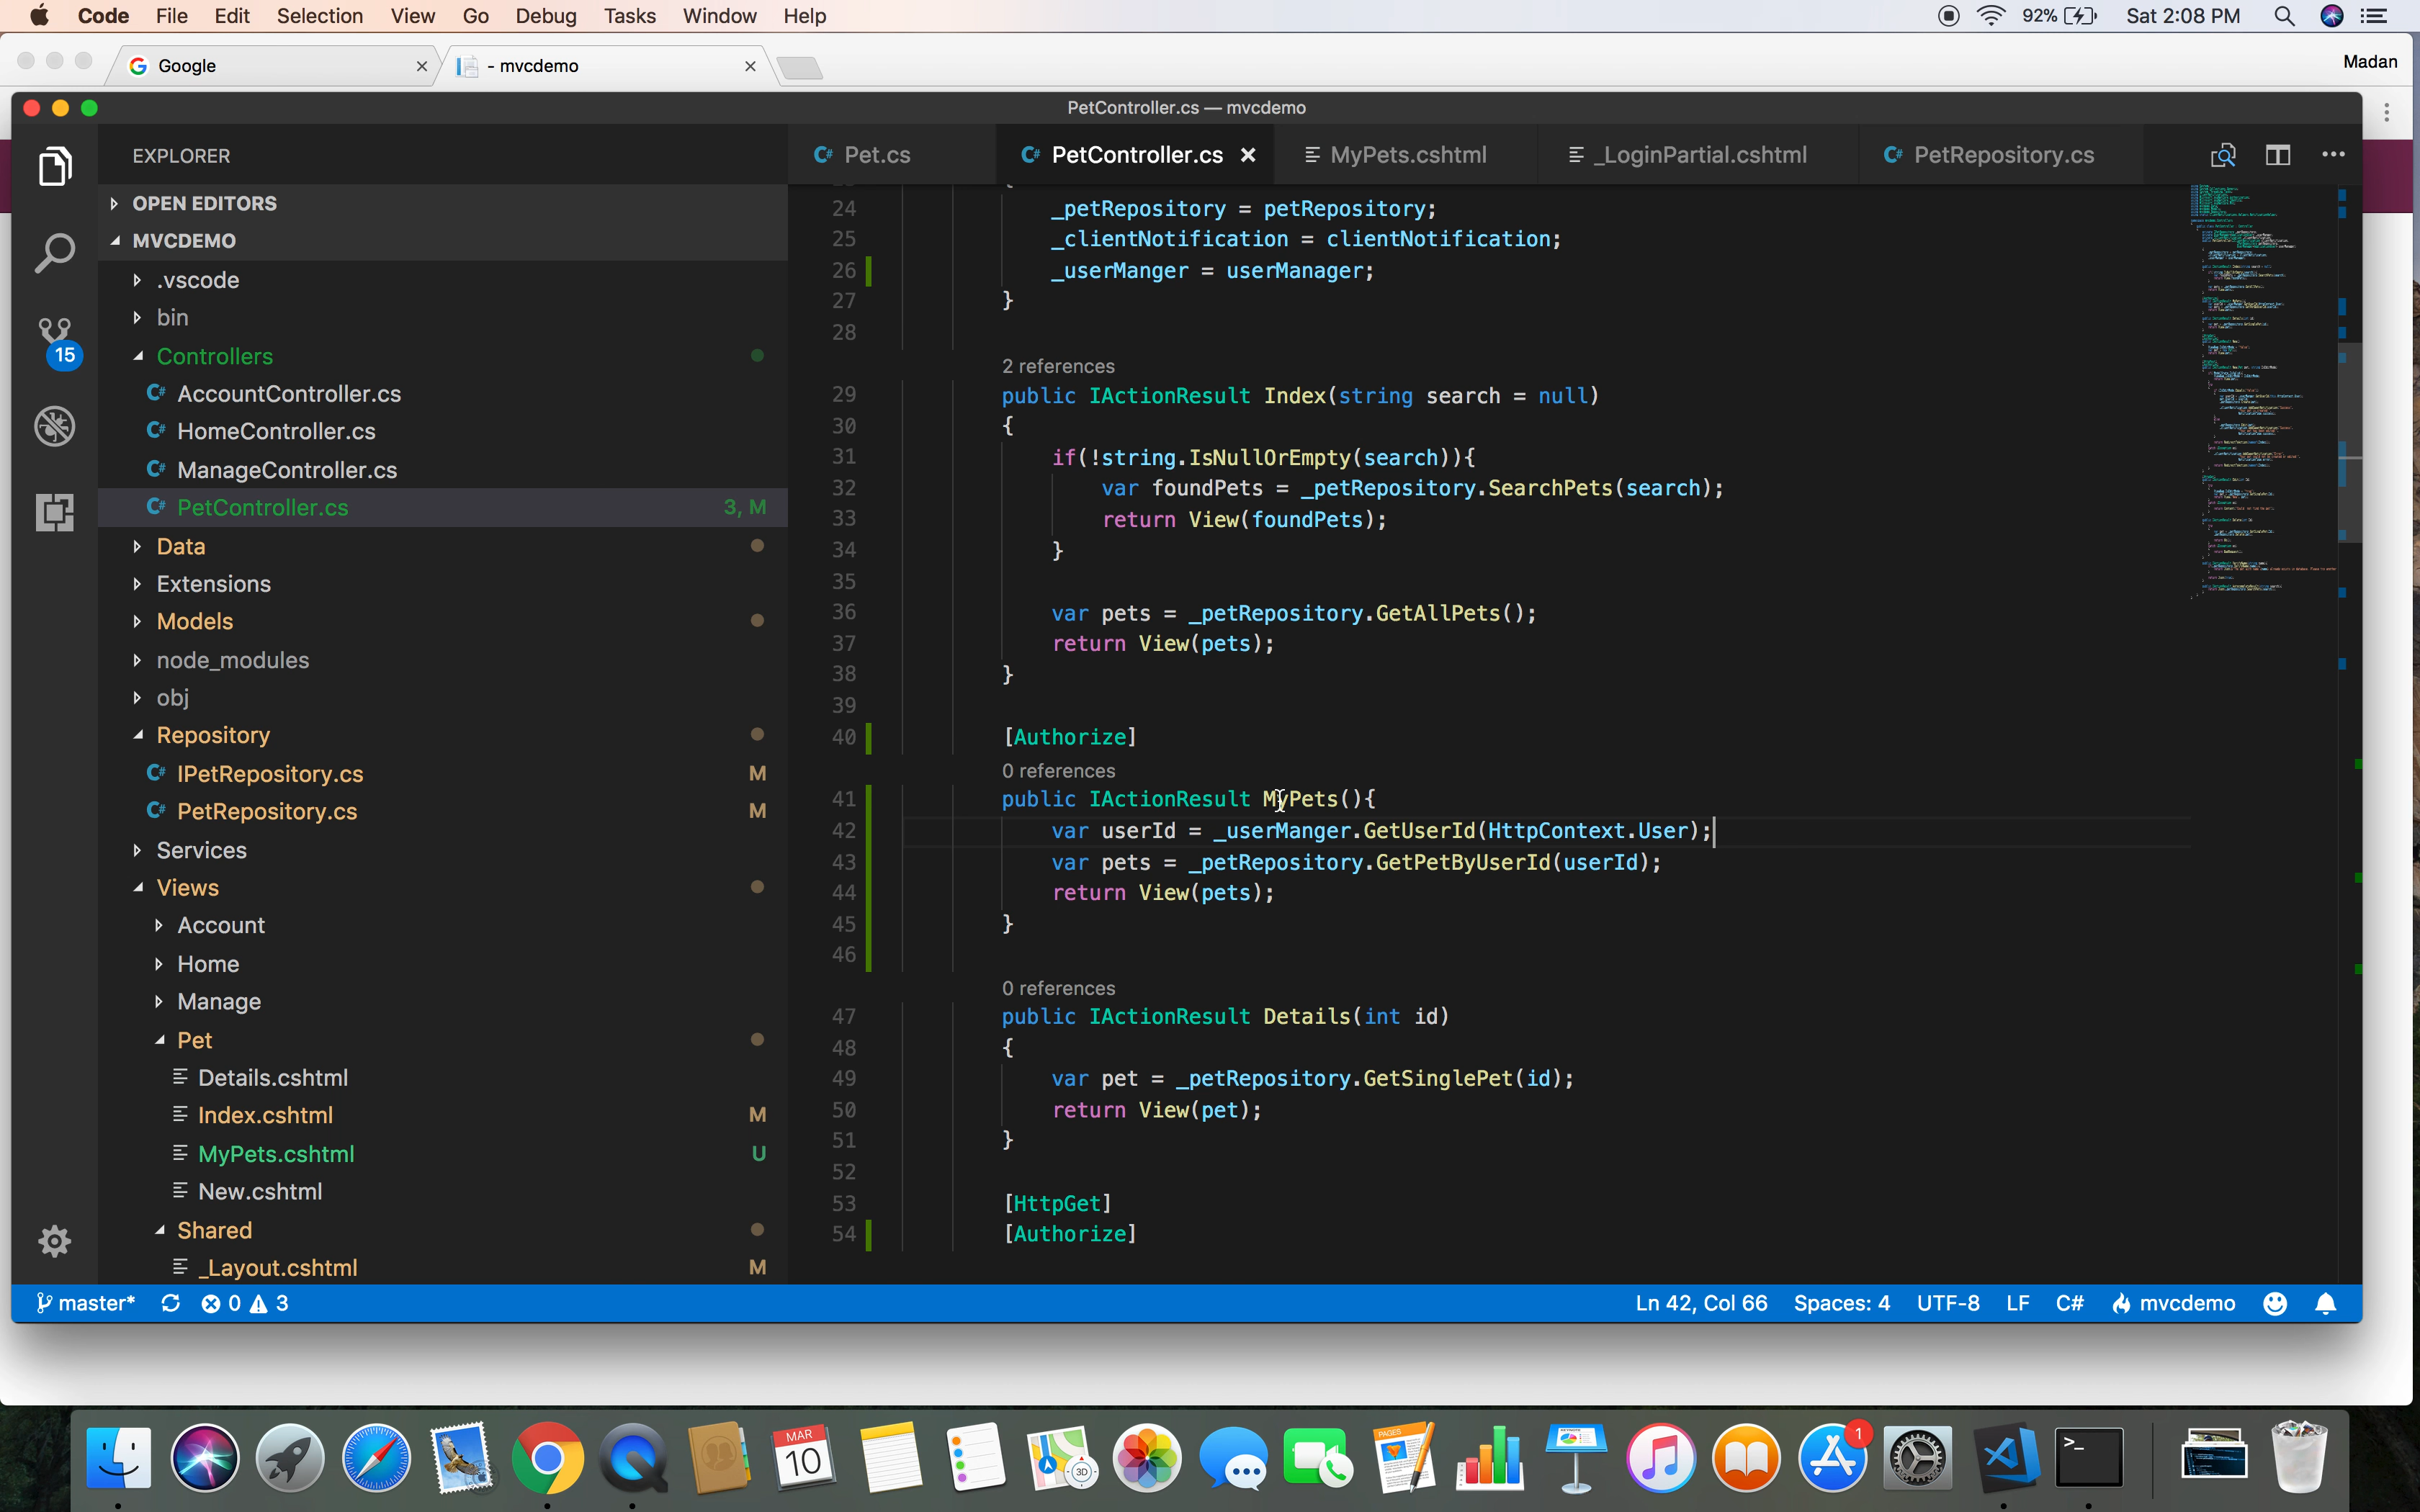 Code File Edit Selection View Go Debug Tasks Window Help 92% Sat 2:08 PM
Google - mvcdemo Madan
PetController.cs — mvcdemo
EXPLORER
OPEN EDITORS
MVCDEMO
.vscode
bin
Controllers
AccountController.cs
HomeController.cs
ManageController.cs
PetController.cs 3, M
Data
Extensions
Models
node_modules
obj
Repository
IPetRepository.cs M
PetRepository.cs M
Services
Views
Account
Home
Manage
Pet
Details.cshtml
Index.cshtml M
MyPets.cshtml U
New.cshtml
Shared
_Layout.cshtml M
15
Pet.cs PetController.cs MyPets.cshtml _LoginPartial.cshtml PetRepository.cs
24 _petRepository = petRepository;
25 _clientNotification = clientNotification;
26 _userManger = userManager;
27 }
28
2 references
29 public IActionResult Index(string search = null)
30 {
31 if(!string.IsNullOrEmpty(search)){
32 var foundPets = _petRepository.SearchPets(search);
33 return View(foundPets);
34 }
35
36 var pets = _petRepository.GetAllPets();
37 return View(pets);
38 }
39
40 [Authorize]
0 references
41 public IActionResult MyPets(){
42 var userId = _userManger.GetUserId(HttpContext.User);
43 var pets = _petRepository.GetPetByUserId(userId);
44 return View(pets);
45 }
46
0 references
47 public IActionResult Details(int id)
48 {
49 var pet = _petRepository.GetSinglePet(id);
50 return View(pet);
51 }
52
53 [HttpGet]
54 [Authorize]
master* 0 3 Ln 42, Col 66 Spaces: 4 UTF-8 LF C# mvcdemo
MAR
10
3D
PAGES
1
>_